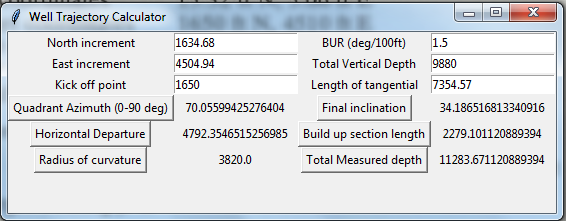 Well Trajectory Calculator
North increment 1634.68 BUR (deg/100ft) 1.5
East increment 4504.94 Total Vertical Depth 9880
Kick off point 1650 Length of tangential 7354.57
Quadrant Azimuth (0-90 deg) 70.05599425276404 Final inclination 34.186516813340916
Horizontal Departure 4792.3546515256985 Build up section length 2279.101120889394
Radius of curvature 3820.0 Total Measured depth 11283.671120889394